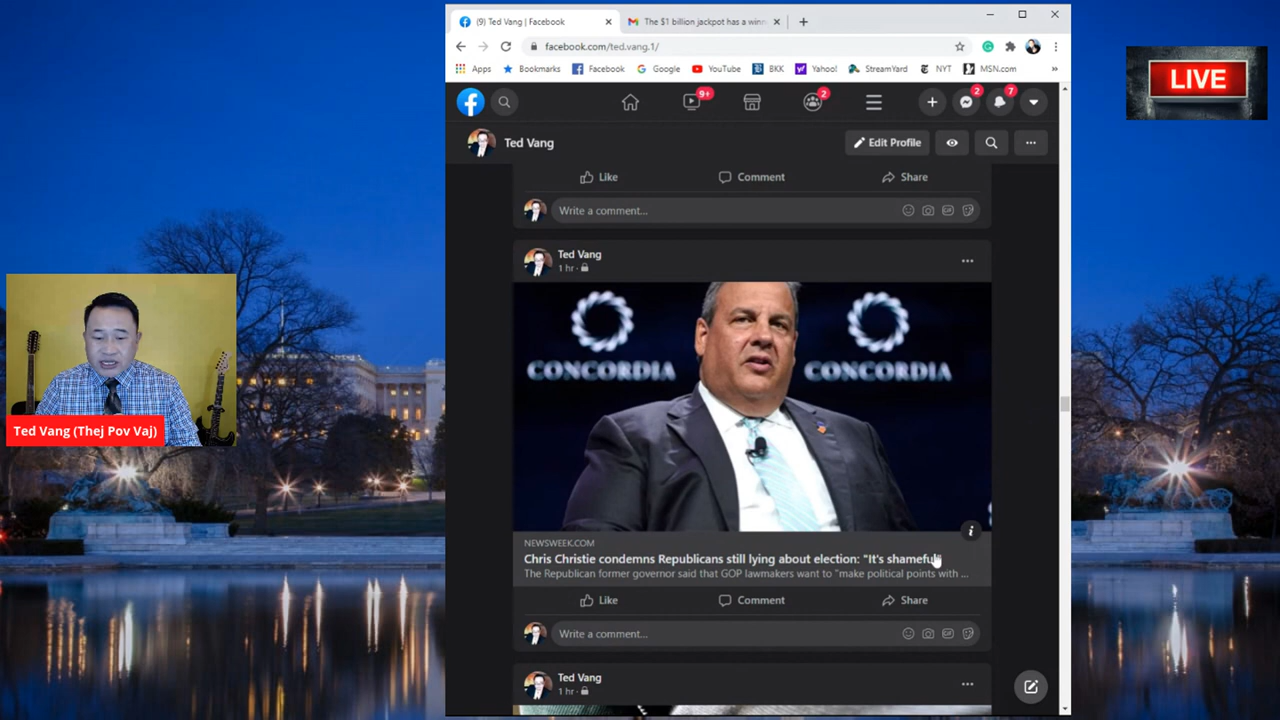 (9) Ted Vang | Facebook
The $1 billion jackpot has a winn
facebook.com/ted.vang.1/
Apps
Bookmarks
Facebook
Google
YouTube
BKK
Yahoo!
StreamYard
NYT
MSN.com
LIVE
9+
2
2
7
Ted Vang
Edit Profile
Like
Comment
Share
Write a comment...
GIF
Ted Vang
1 hr
CONCORDIA
CONCORDIA
Ted Vang (Thej Pov Vaj)
NEWSWEEK.COM
Chris Christie condemns Republicans still lying about election: "It's shameful"
The Republican former governor said that GOP lawmakers want to "make political points with ...
Like
Comment
Share
Write a comment...
GIF
Ted Vang
1 hr